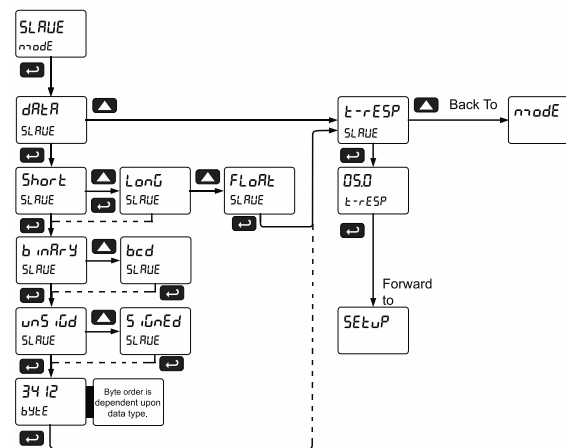 SLAVE
modE
dAtA
SLAVE
t-rESP
SLAVE
Back To
modE
Short
SLAVE
LonG
SLAVE
FLoAt
SLAVE
05.0
t-rESP
binAry
SLAVE
bcd
SLAVE
Forward
to
unSiGd
SLAVE
SiGnEd
SLAVE
SEtuP
3412
bytE
Byte order is
dependent upon
data type.